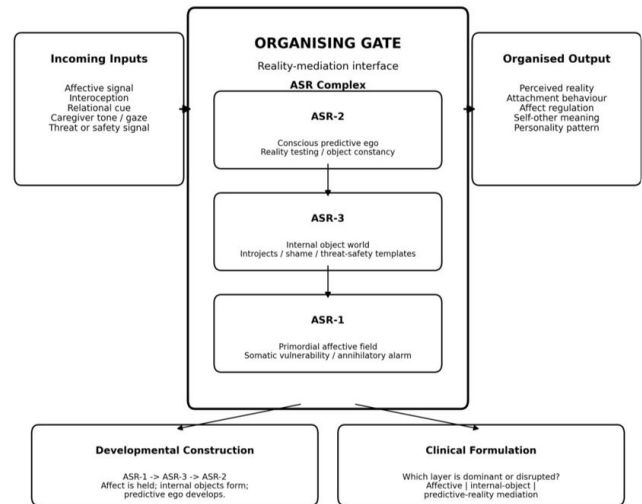 Incoming Inputs
Affective signal
Interoception
Relational cue
Caregiver tone / gaze
Threat or safety signal
ORGANISING GATE
Reality-mediation interface
ASR Complex
ASR-2
Conscious predictive ego
Reality testing / object constancy
ASR-3
Internal object world
Introjects / shame / threat-safety templates
ASR-1
Primordial affective field
Somatic vulnerability / annihilatory alarm
Organised Output
Perceived reality
Attachment behaviour
Affect regulation
Self-other meaning
Personality pattern
Developmental Construction
ASR-1 -> ASR-3 -> ASR-2
Affect is held; internal objects form;
predictive ego develops.
Clinical Formulation
Which layer is dominant or disrupted?
Affective | internal-object |
predictive-reality mediation